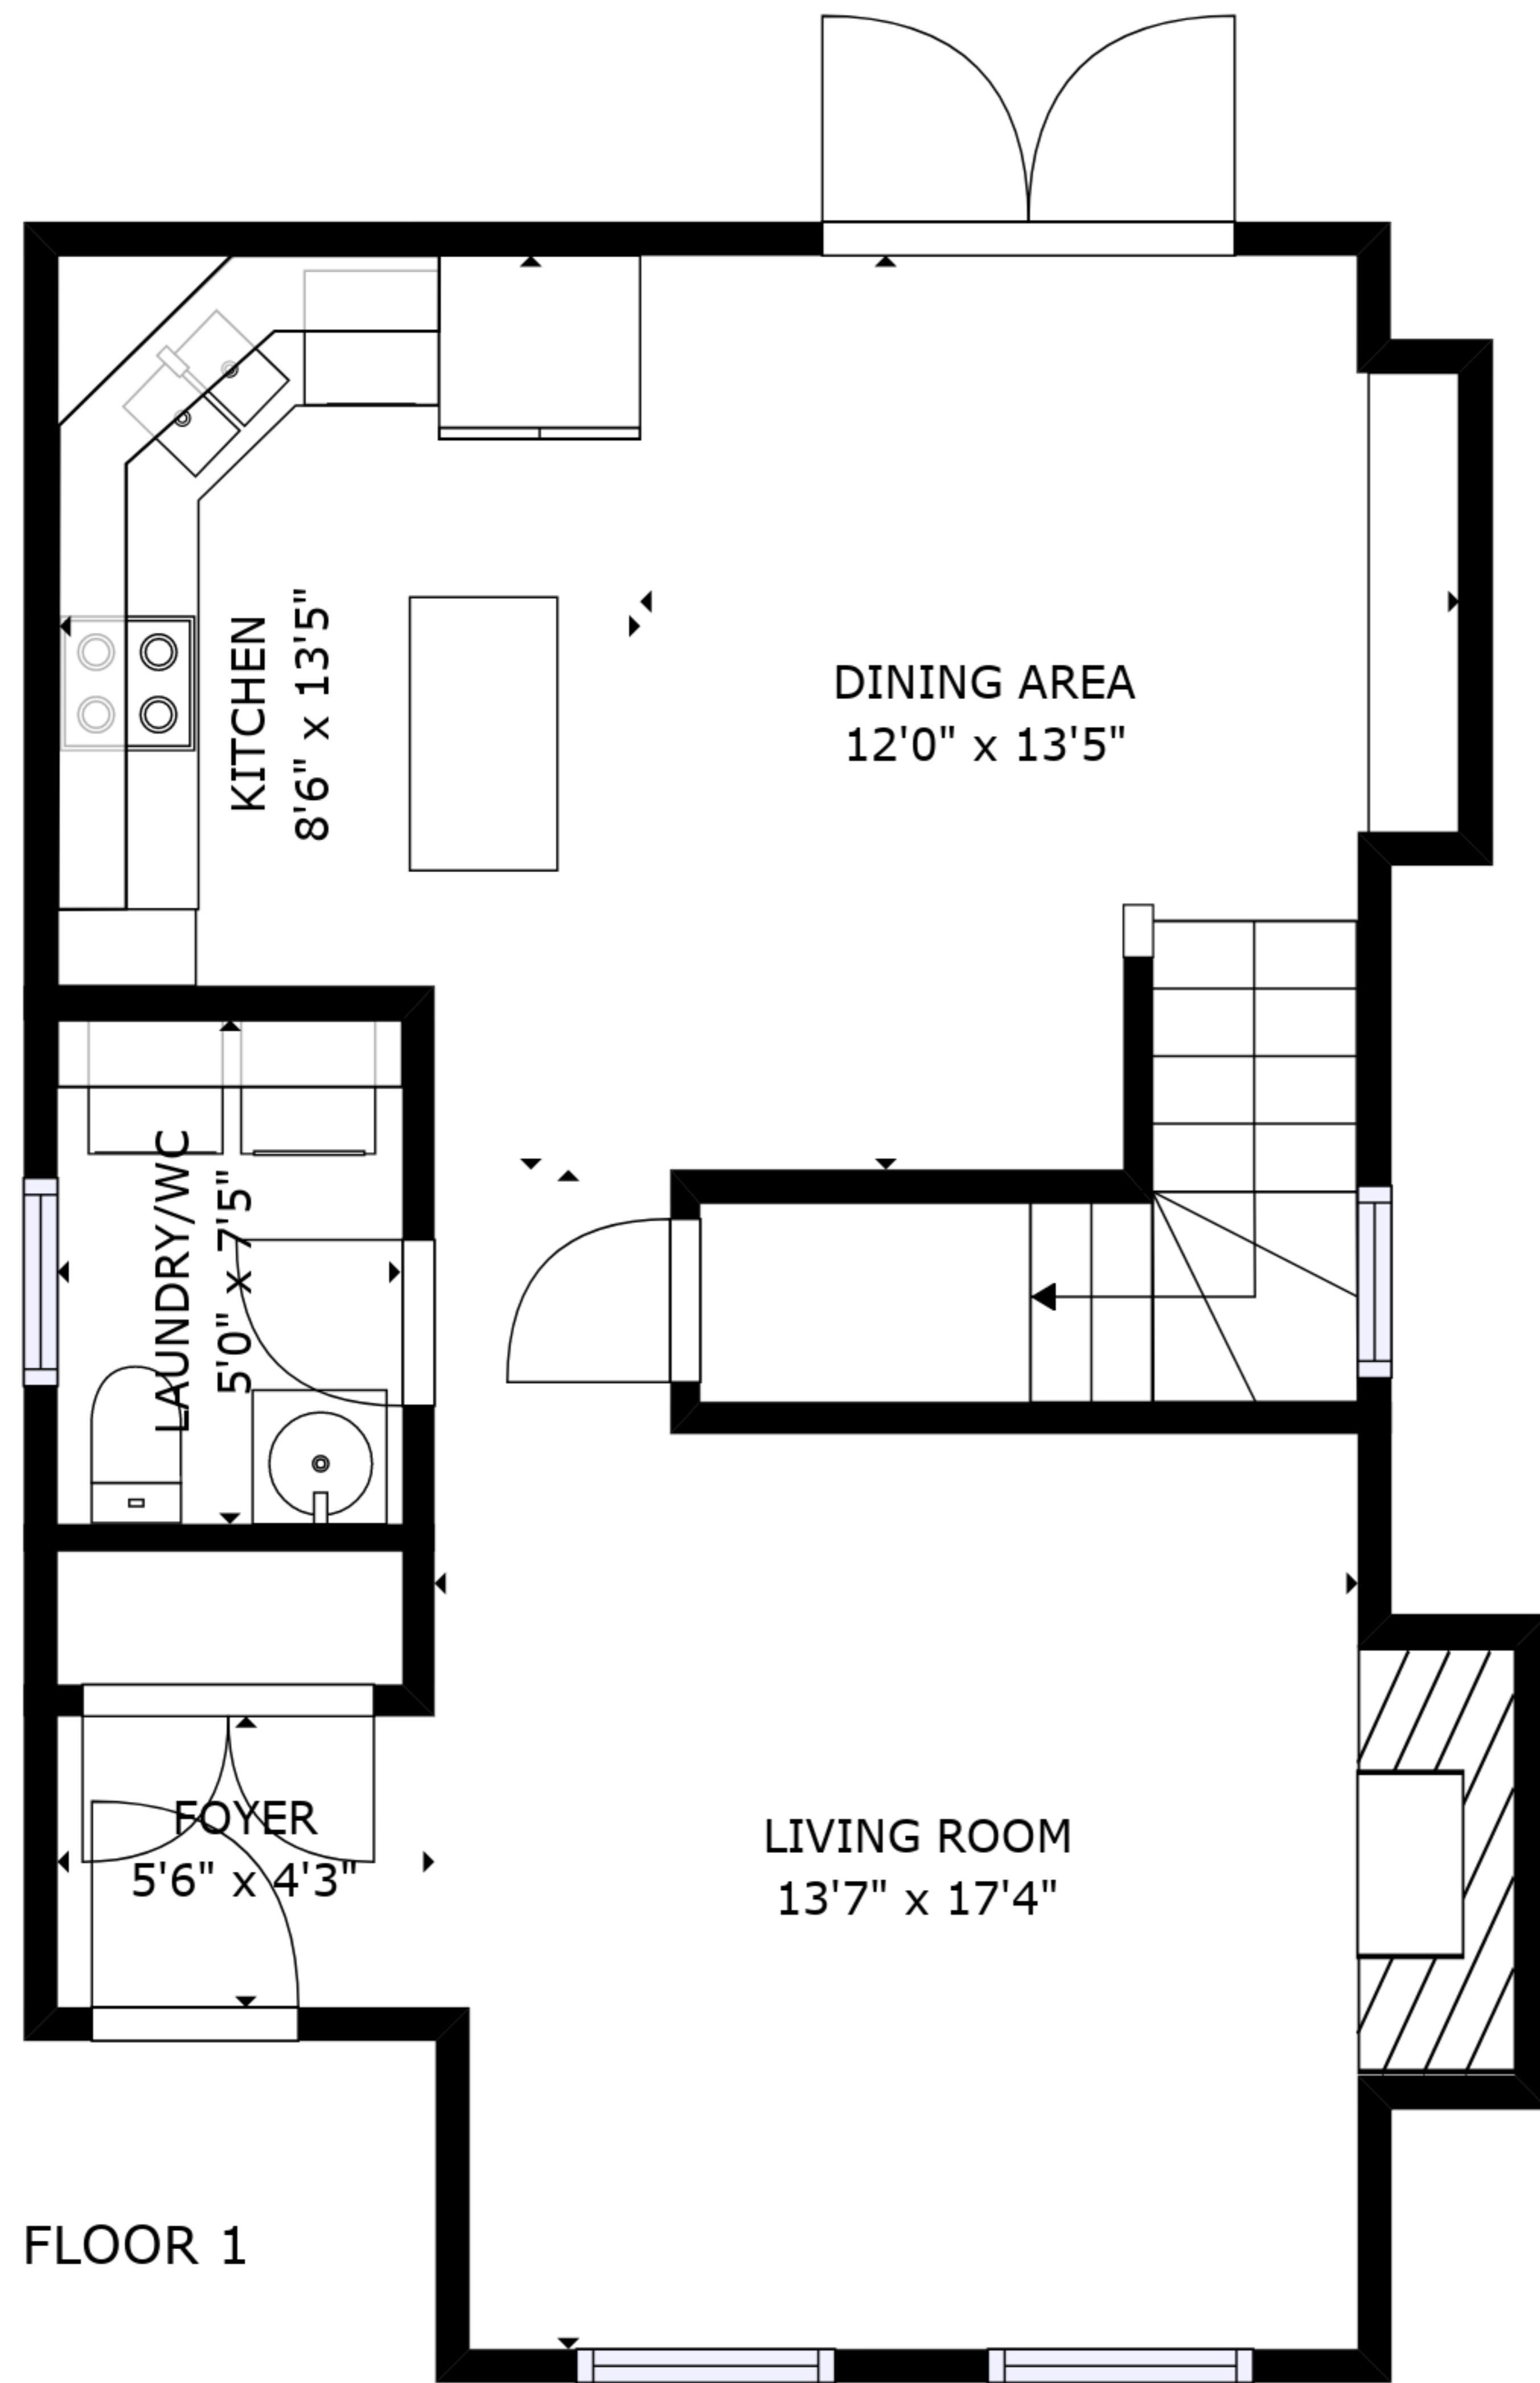 KITCHEN
8'6" x 13'5"
DINING AREA
12'0" x 13'5"
LAUNDRY/WC
5'0" x 7'5"
FOYER
5'6" x 4'3"
LIVING ROOM
13'7" x 17'4"
FLOOR 1